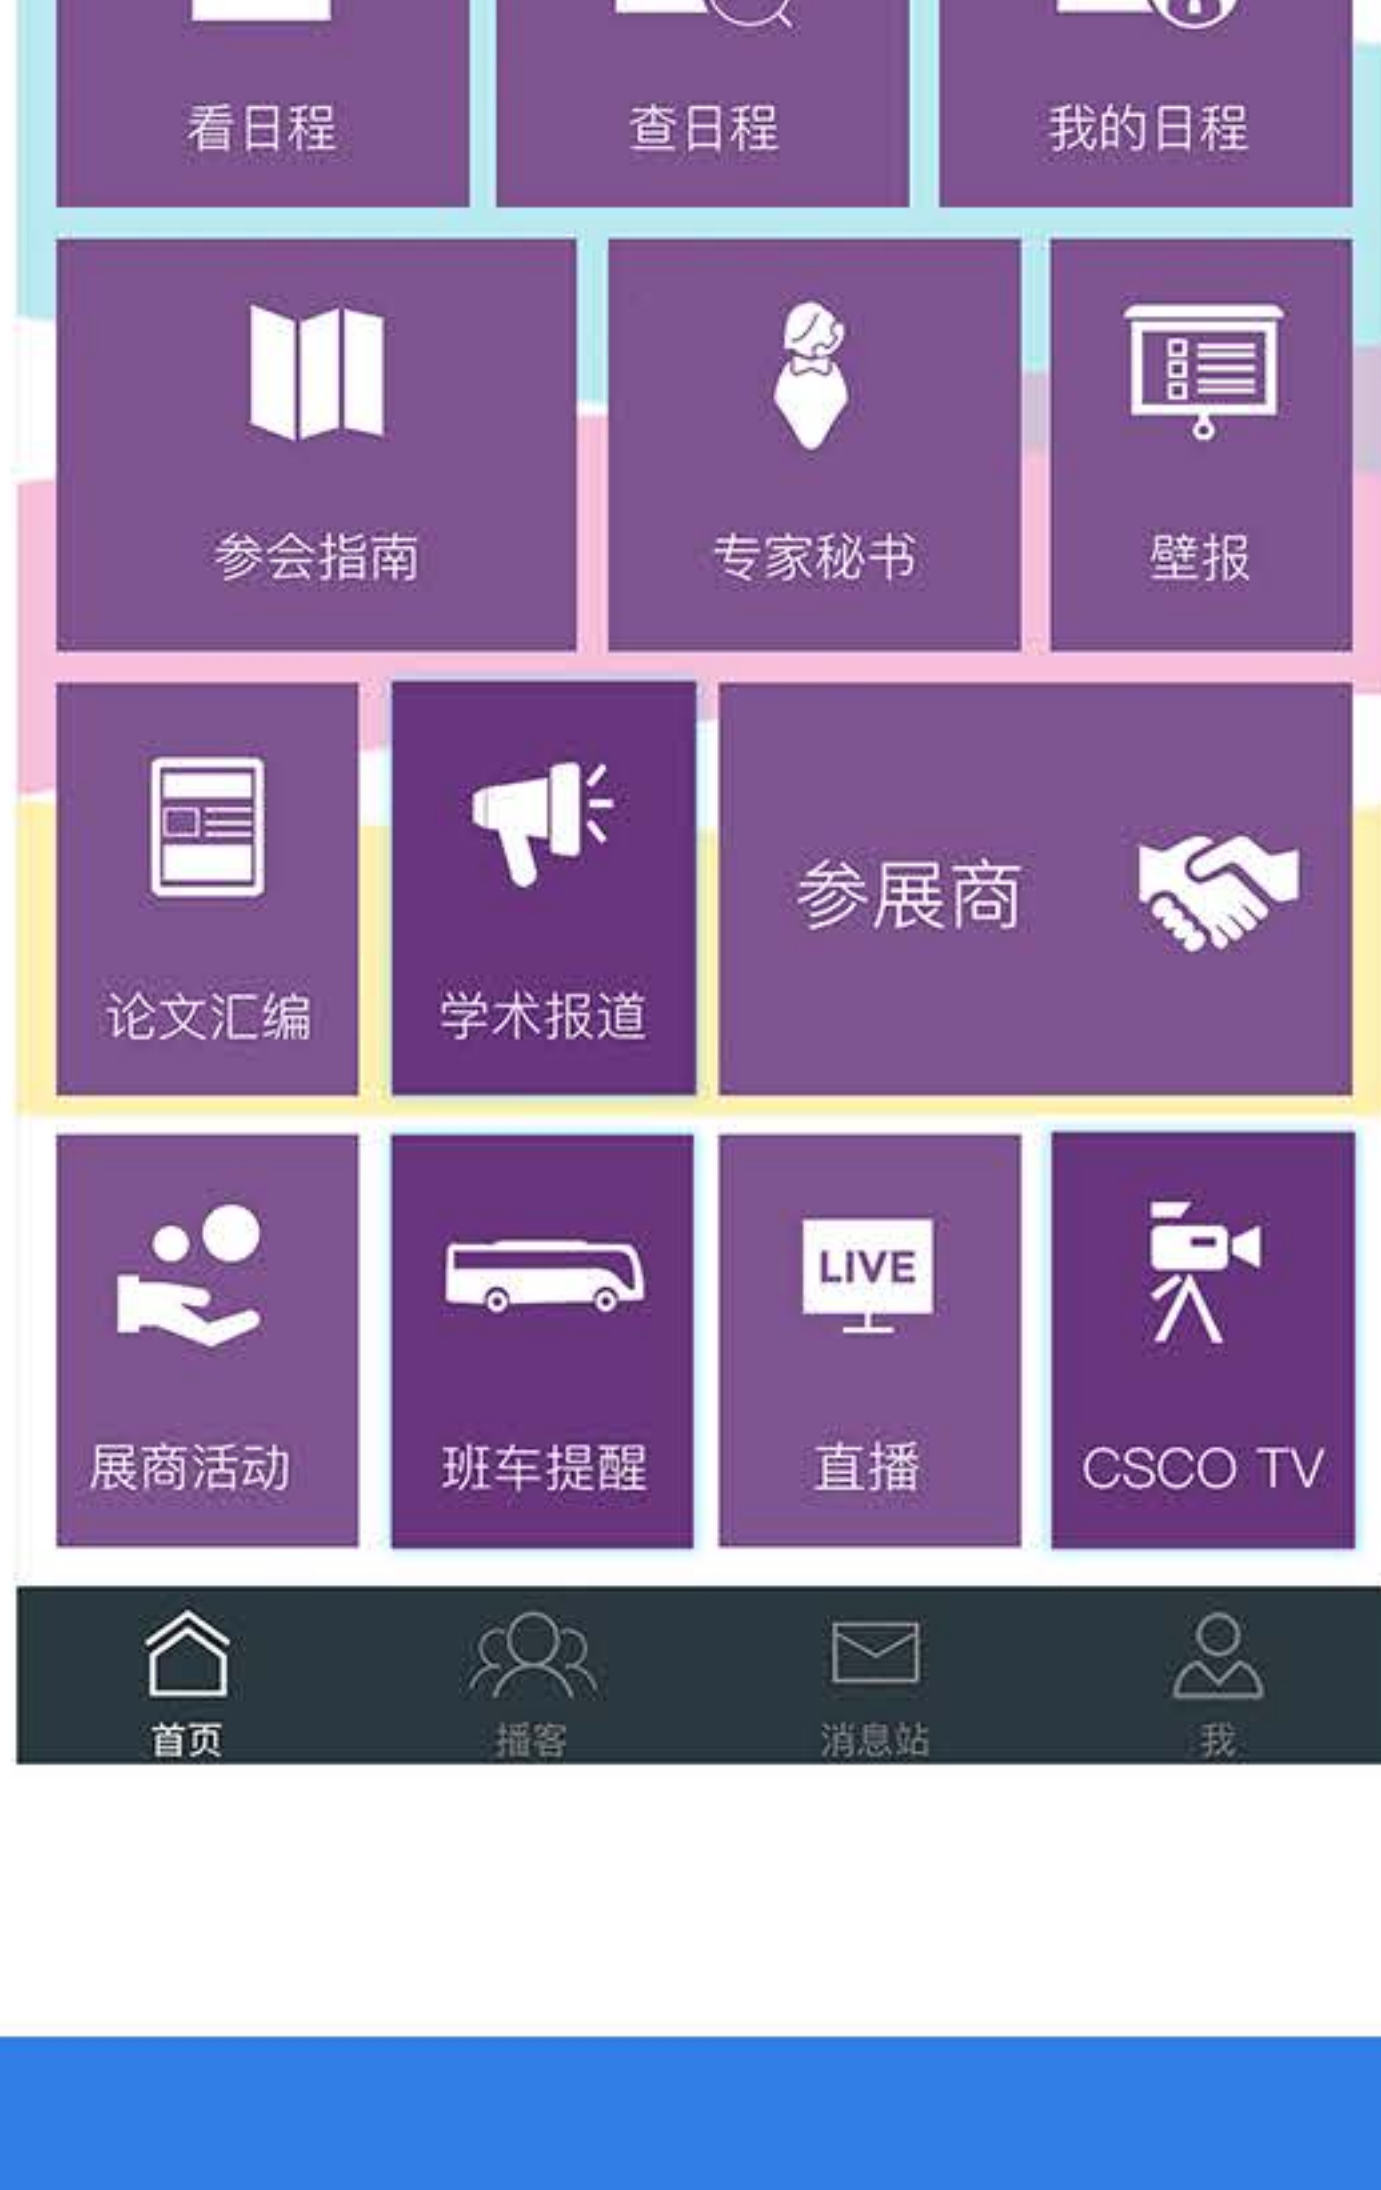 看日程
查日程
我的日程
参会指南
专家秘书
壁报
论文汇编
学术报道
参展商
展商活动
班车提醒
LIVE
直播
CSCO TV
首页
播客
消息站
我